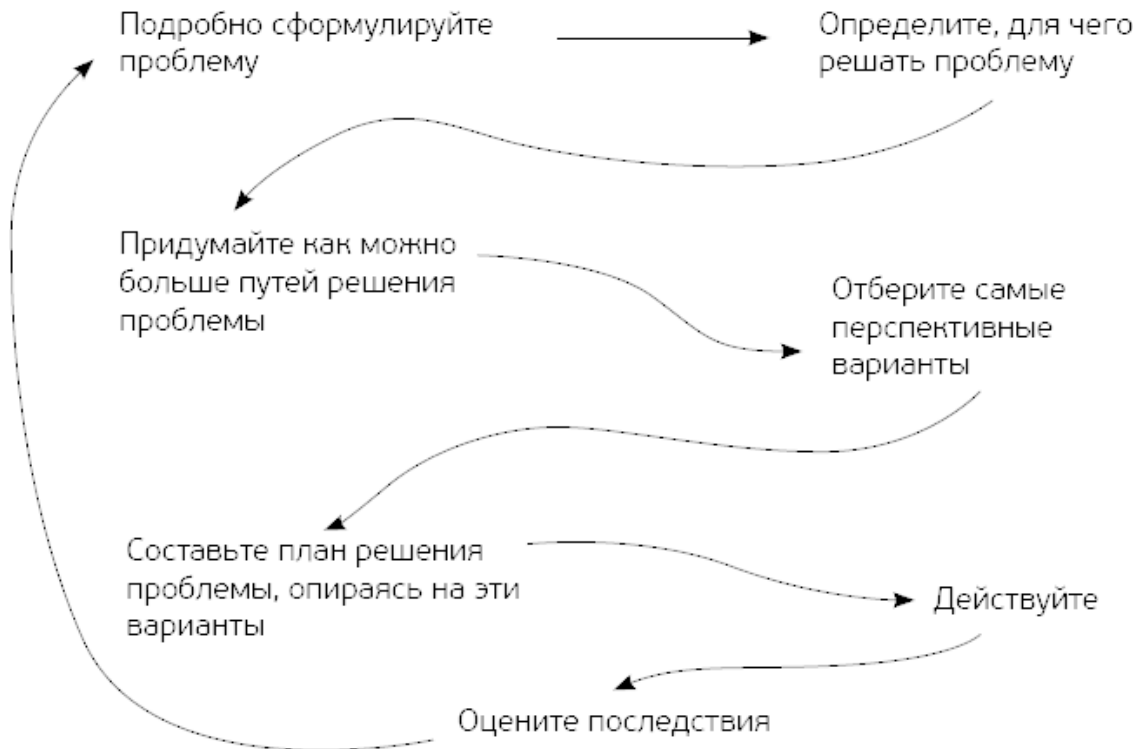 Подробно сформулируйте
проблему
Определите, для чего
решать проблему
Придумайте как можно
больше путей решения
проблемы
Отберите самые
перспективные
варианты
Составьте план решения
проблемы, опираясь на эти
варианты
Действуйте
Оцените последствия